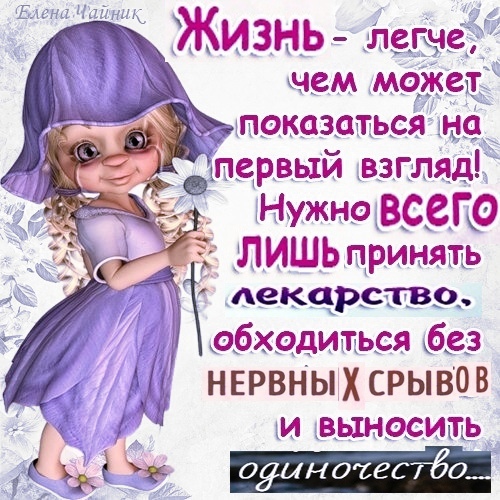 Елена Чайник
Жизнь - легче,
чем может
показаться на
первый взгляд!
Нужно всего
лишь принять
лекарство,
обходиться без
НЕРВНЫХ СРЫВОВ
и выносить
одиночество....